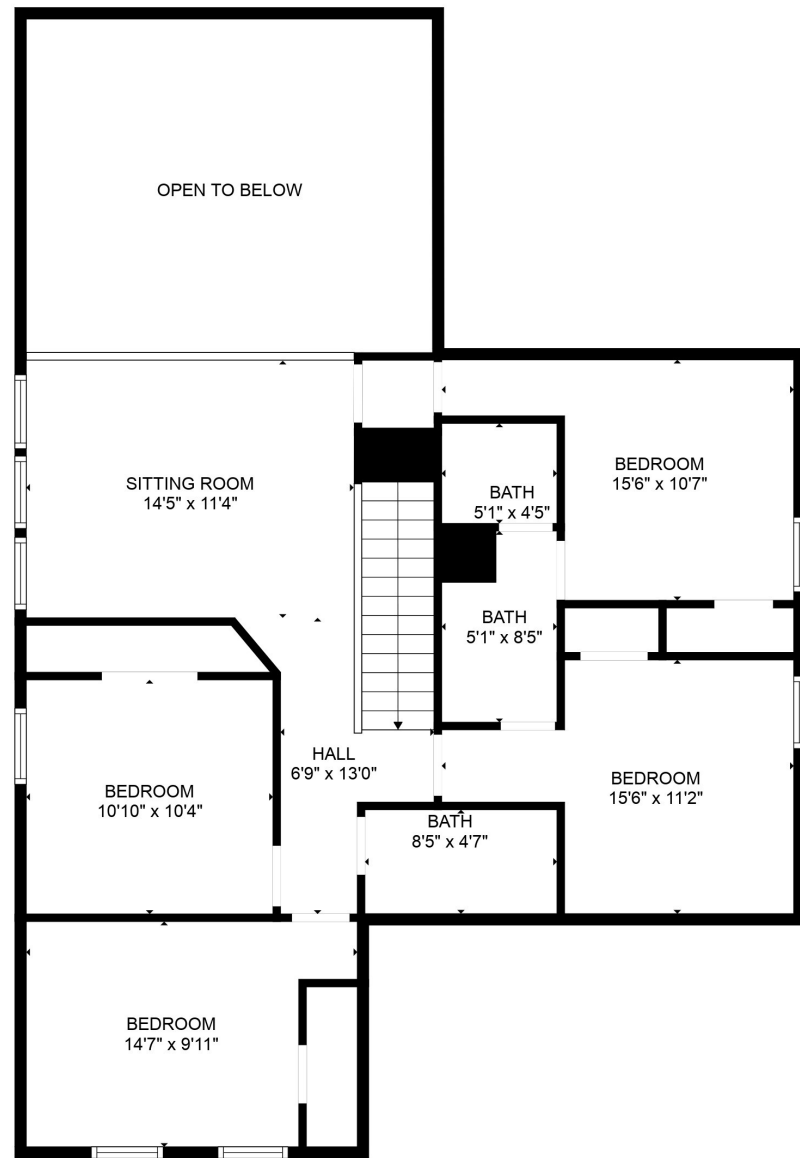 OPEN TO BELOW
SITTING ROOM
14'5" x 11'4"
BEDROOM
15'6" x 10'7"
BATH
5'1" x 4'5"
BATH
5'1" x 8'5"
HALL
6'9" x 13'0"
BEDROOM
10'10" x 10'4"
BEDROOM
15'6" x 11'2"
BATH
8'5" x 4'7"
BEDROOM
14'7" x 9'11"